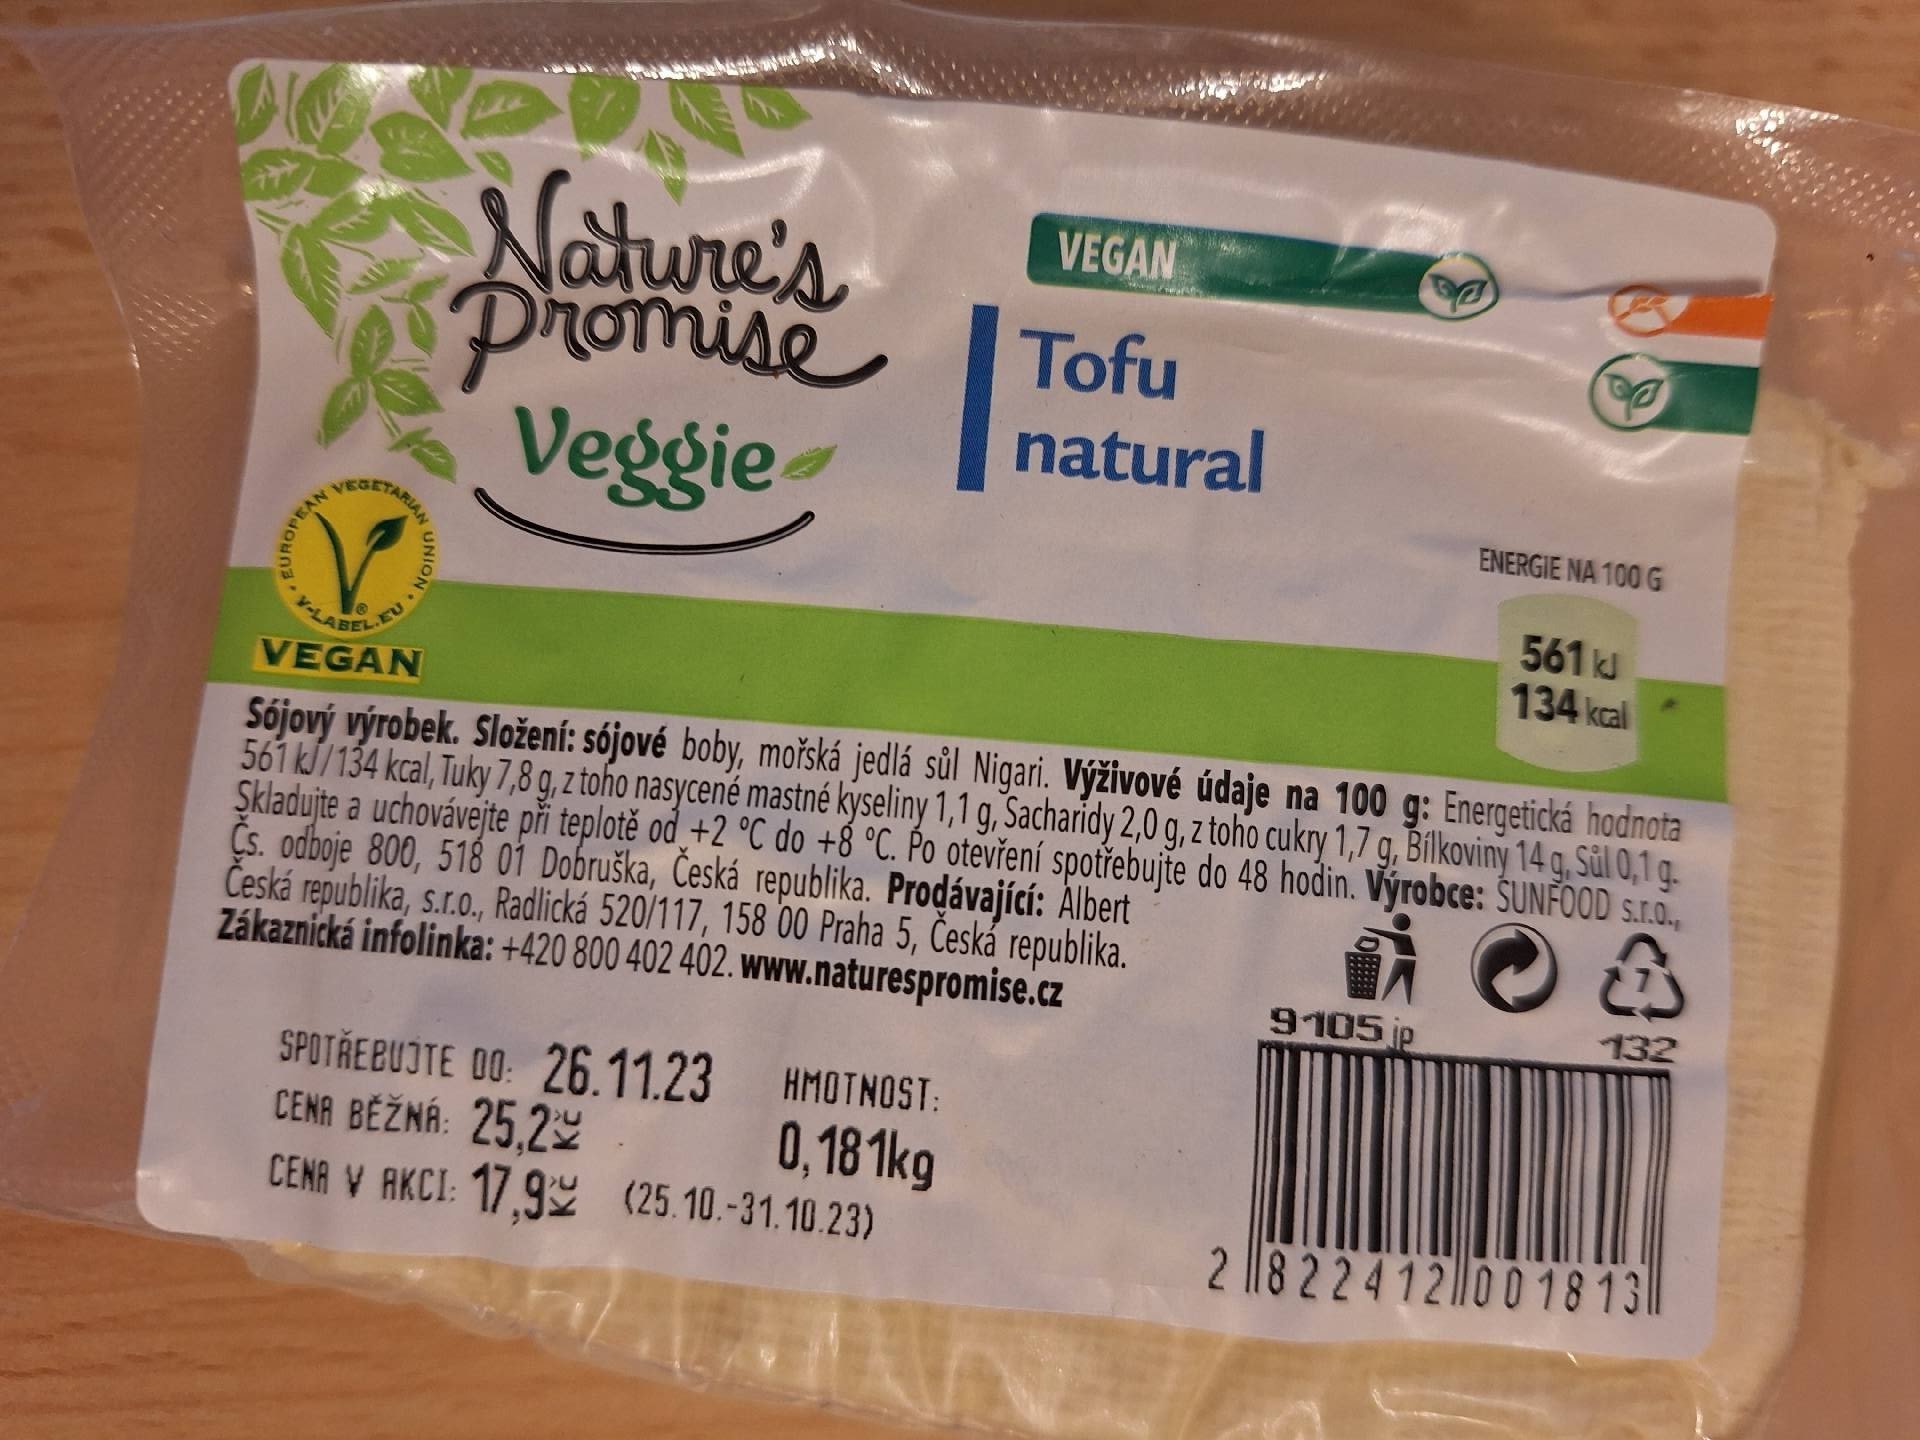 Nature's
Promise
Veggie
VEGAN
Tofu
natural
EUROPEAN VEGETARIAN UNION
V-LABEL.EU
®
VEGAN
ENERGIE NA 100 G
561 kJ
134 kcal
Sójový výrobek. Složení: sójové boby, mořská jedlá sůl Nigari. Výživové údaje na 100 g: Energetická hodnota
561 kJ/134 kcal, Tuky 7,8 g, z toho nasycené mastné kyseliny 1,1 g, Sacharidy 2,0 g, z toho cukry 1,7 g, Bílkoviny 14 g, Sůl 0,1 g.
Skladujte a uchovávejte při teplotě od +2 °C do +8 °C. Po otevření spotřebujte do 48 hodin. Výrobce: SUNFOOD s.r.o.,
Čs. odboje 800, 518 01 Dobruška, Česká republika. Prodávající: Albert
Česká republika, s.r.o., Radlická 520/117, 158 00 Praha 5, Česká republika.
Zákaznická infolinka: +420 800 402 402. www.naturespromise.cz
7
SPOTŘEBUJTE DO: 26.11.23
CENA BĚŽNÁ: 25,2Kč
CENA V AKCI: 17,9Kč (25.10.-31.10.23)
HMOTNOST:
0,181kg
9105 jp
132
2 822412 001813